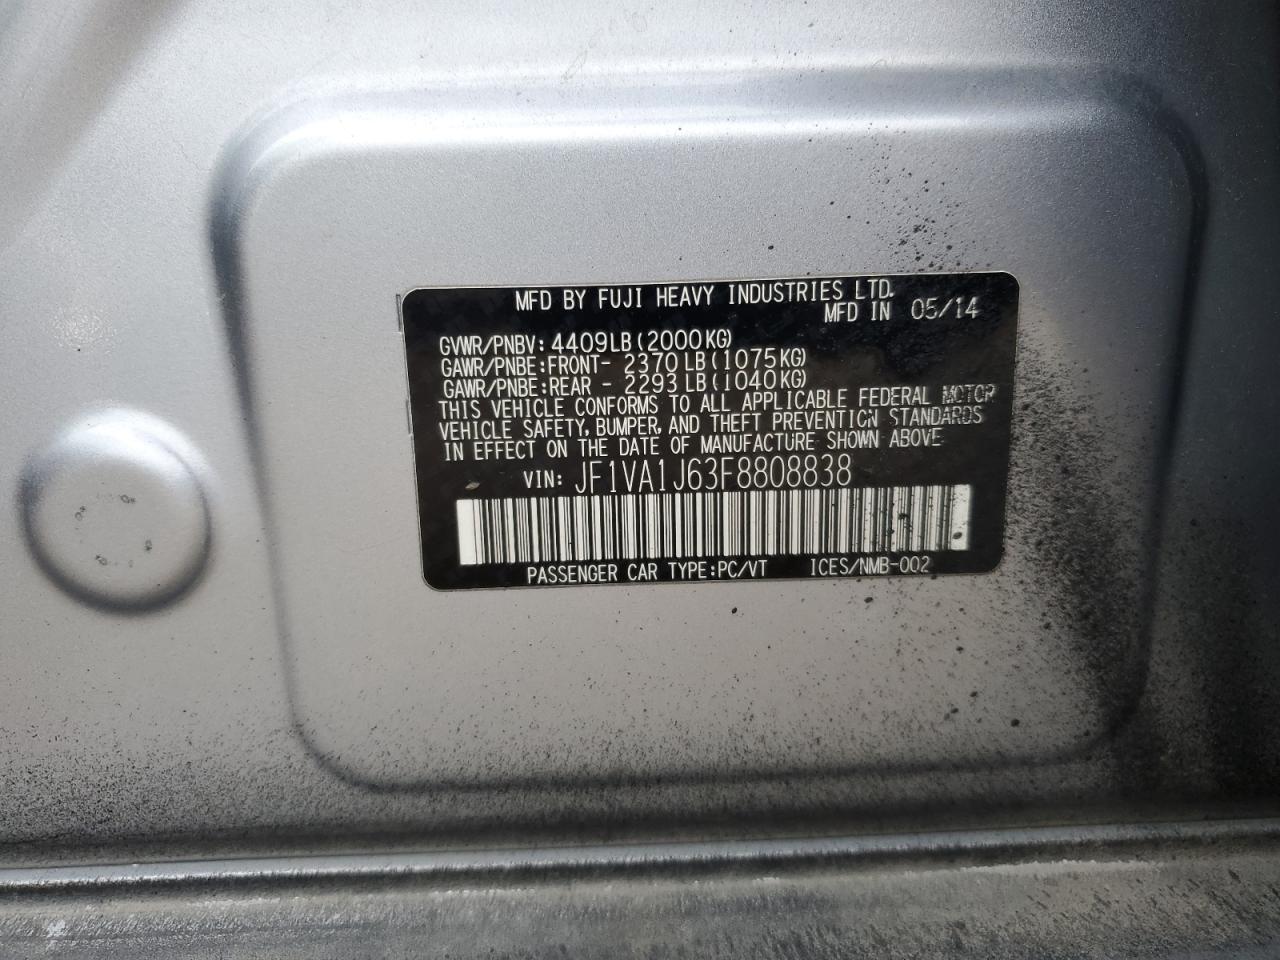 MFD BY FUJI HEAVY INDUSTRIES LTD.
MFD IN 05/14
GVWR/PNBV: 4409LB(2000KG)
GAWR/PNBE:FRONT- 2370LB(1075KG)
GAWR/PNBE:REAR - 2293LB(1040KG)
THIS VEHICLE CONFORMS TO ALL APPLICABLE FEDERAL MOTOR
VEHICLE SAFETY, BUMPER, AND THEFT PREVENTION STANDARDS
IN EFFECT ON THE DATE OF MANUFACTURE SHOWN ABOVE.
VIN: JF1VA1J63F8808838
PASSENGER CAR TYPE:PC/VT ICES/NMB-002